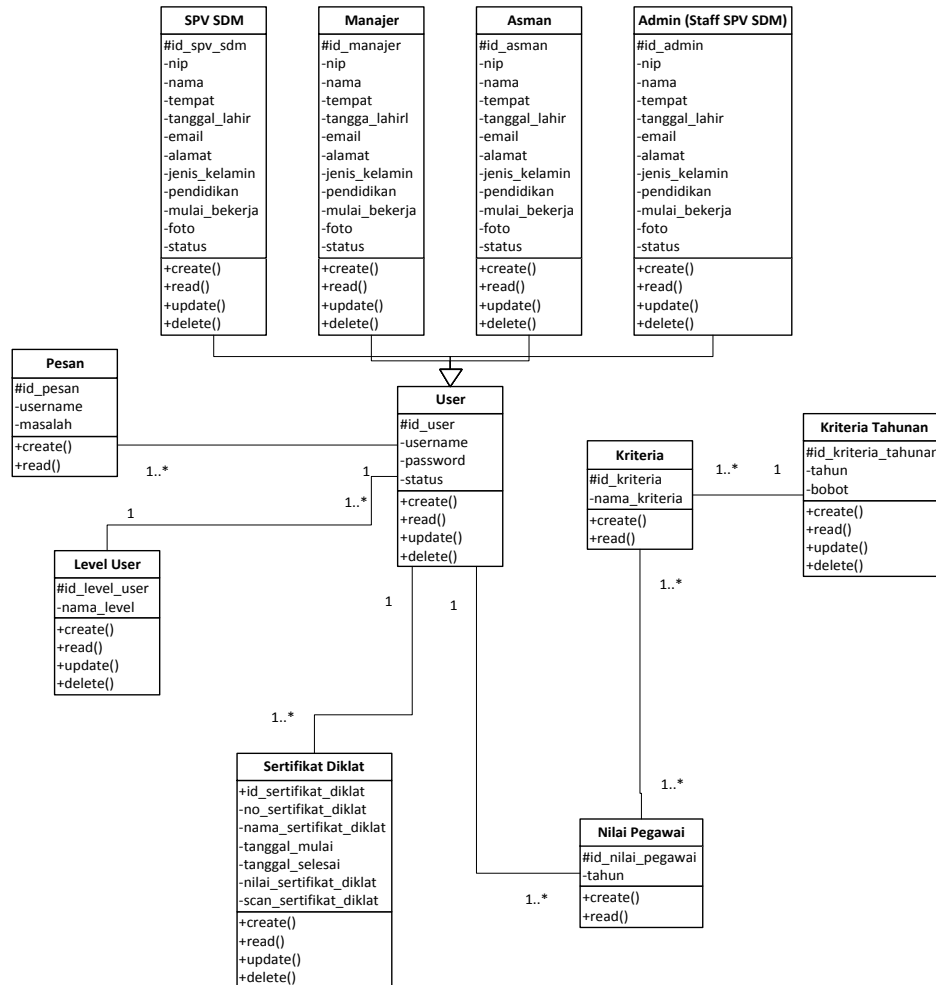 SPV SDM
#id_spv_sdm
-nip
-nama
-tempat
-tanggal_lahir
-email
-alamat
-jenis_kelamin
-pendidikan
-mulai_bekerja
-foto
-status
+create()
+read()
+update()
+delete()
Manajer
#id_manajer
-nip
-nama
-tempat
-tangga_lahirl
-email
-alamat
-jenis_kelamin
-pendidikan
-mulai_bekerja
-foto
-status
+create()
+read()
+update()
+delete()
Asman
#id_asman
-nip
-nama
-tempat
-tanggal_lahir
-email
-alamat
-jenis_kelamin
-pendidikan
-mulai_bekerja
-foto
-status
+create()
+read()
+update()
+delete()
Admin (Staff SPV SDM)
#id_admin
-nip
-nama
-tempat
-tanggal_lahir
-email
-alamat
-jenis_kelamin
-pendidikan
-mulai_bekerja
-foto
-status
+create()
+read()
+update()
+delete()
Pesan
#id_pesan
-username
-masalah
+create()
+read()
1..*
1
User
#id_user
-username
-password
-status
+create()
+read()
+update()
+delete()
1..*
1
Level User
#id_level_user
-nama_level
+create()
+read()
+update()
+delete()
Kriteria
#id_kriteria
-nama_kriteria
+create()
+read()
1..*
1
Kriteria Tahunan
#id_kriteria_tahunan
-tahun
-bobot
+create()
+read()
+update()
+delete()
1
1
1..*
1..*
Sertifikat Diklat
+id_sertifikat_diklat
-no_sertifikat_diklat
-nama_sertifikat_diklat
-tanggal_mulai
-tanggal_selesai
-nilai_sertifikat_diklat
-scan_sertifikat_diklat
+create()
+read()
+update()
+delete()
1..*
Nilai Pegawai
#id_nilai_pegawai
-tahun
+create()
+read()
1..*